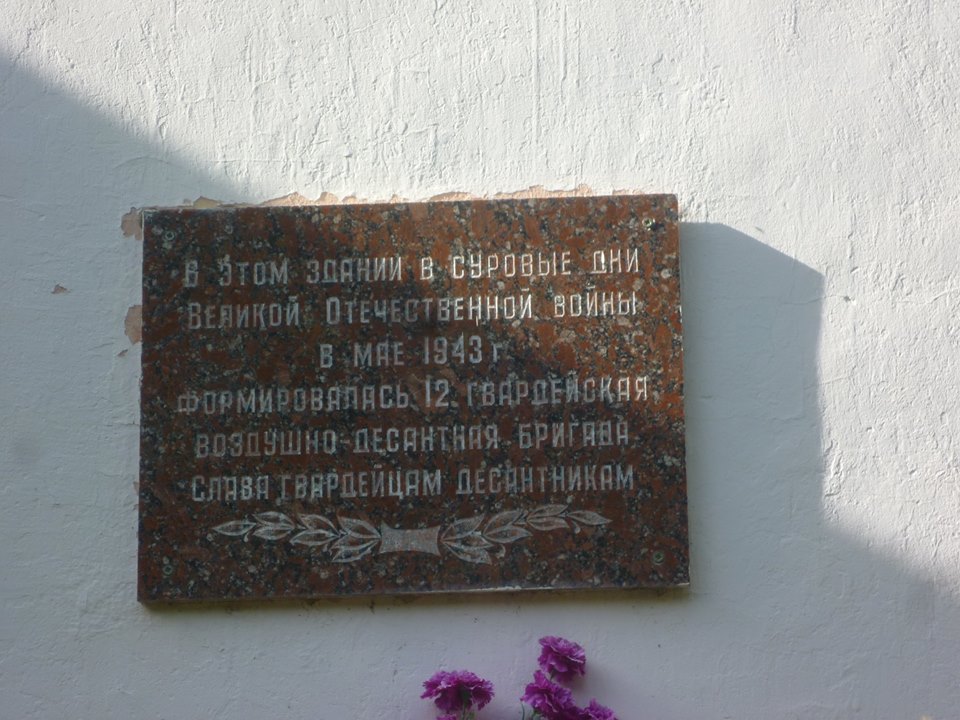 В этом здании в суровые дни
Великой Отечественной войны
в мае 1943 г.
формировалась 12 гвардейская
воздушно-десантная бригада
слава гвардейцам десантникам